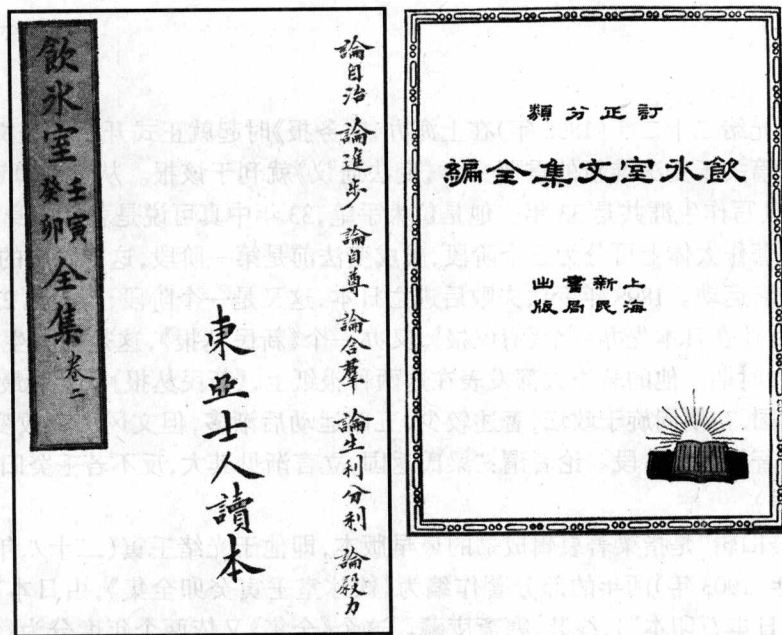 飲氷室壬寅癸卯全集卷二
論自治 論進步 論自尊 論合羣 論生利分利 論毅力
東亞士人讀本
訂正分類
飲氷室文集全編
上海新民書局出版